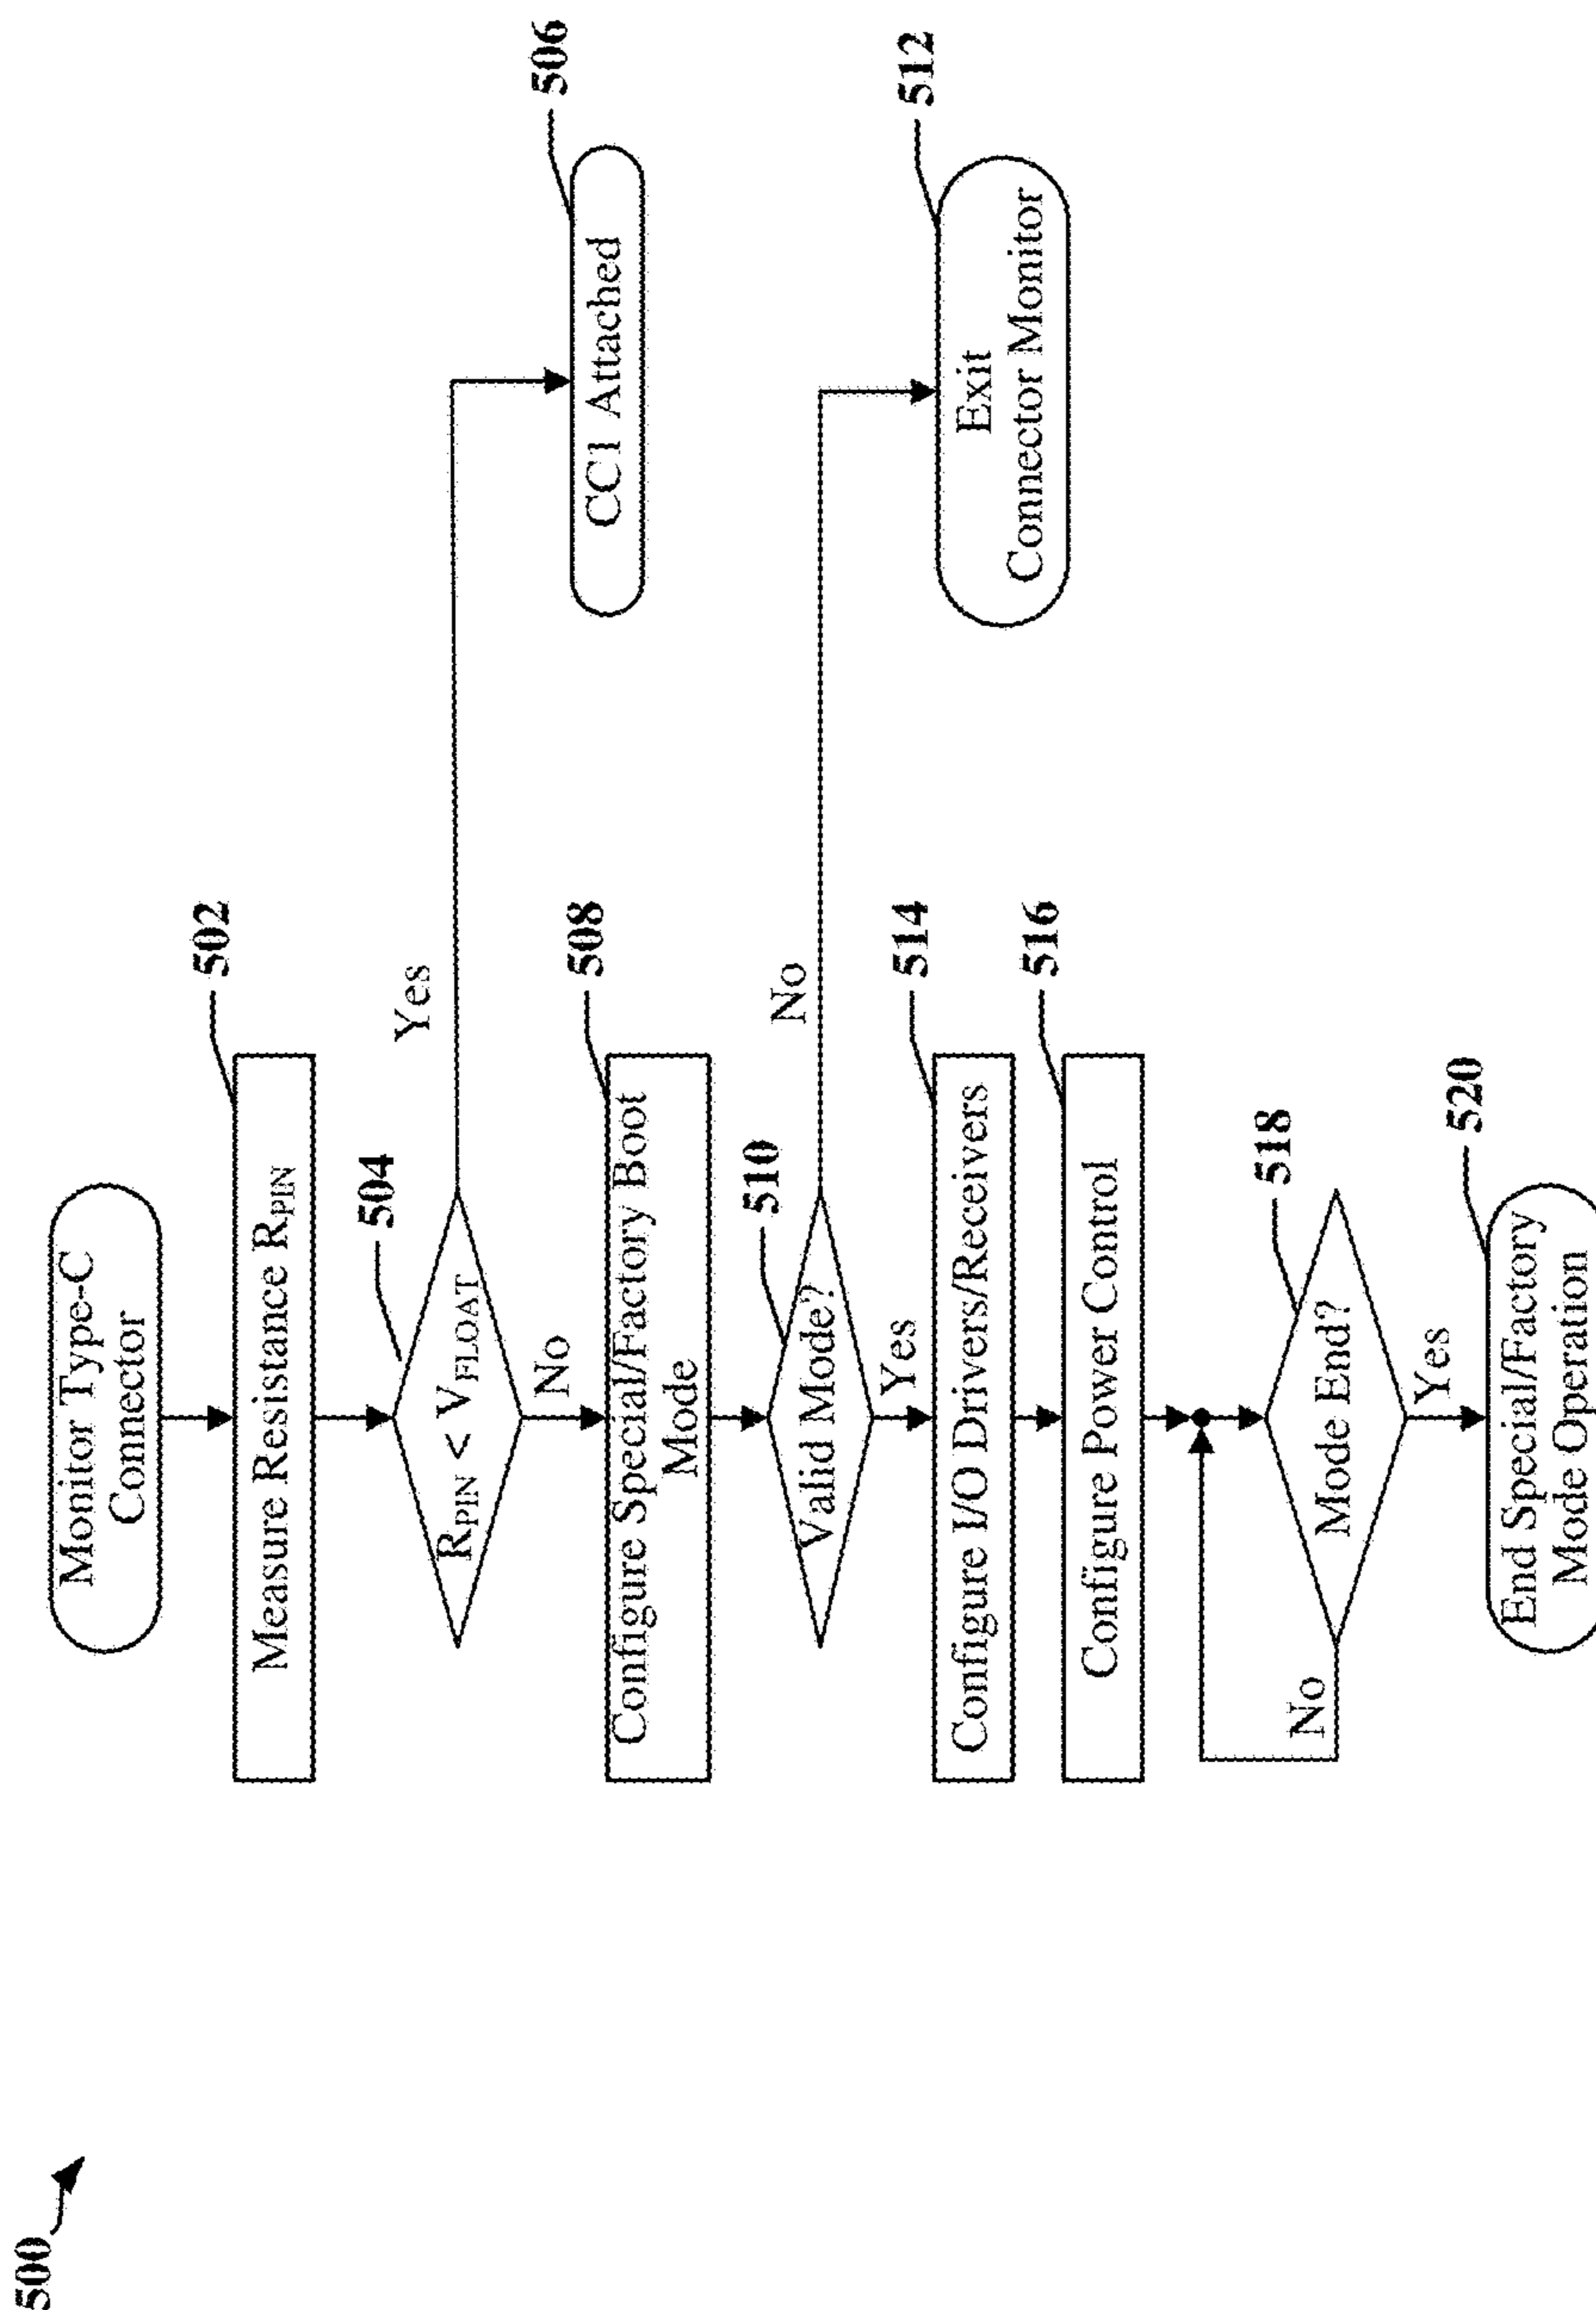 500
Monitor Type-C
Connector
502
Measure Resistance RPIN
504
RPIN < VFLOAT
Yes
506
CC1 Attached
No
508
Configure Special/Factory Boot
Mode
510
Valid Mode?
No
512
Exit
Connector Monitor
Yes
514
Configure I/O Drivers/Receivers
516
Configure Power Control
518
Mode End?
No
Yes
520
End Special/Factory
Mode Operation